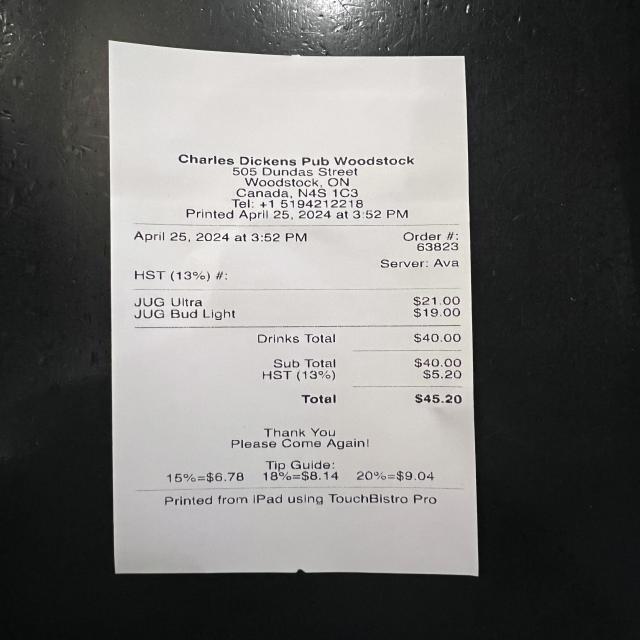 Charles Dickens Pub Woodstock
505 Dundas Street
Woodstock, ON
Canada, N4S 1C3
Tel: +1 5194212218
Printed April 25, 2024 at 3:52 PM
April 25, 2024 at 3:52 PM Order #:
63823
Server: Ava
HST (13%) #:
JUG Ultra $21.00
JUG Bud Light $19.00
Drinks Total $40.00
Sub Total $40.00
HST (13%) $5.20
Total $45.20
Thank You
Please Come Again!
Tip Guide:
15%=$6.78 18%=$8.14 20%=$9.04
Printed from iPad using TouchBistro Pro